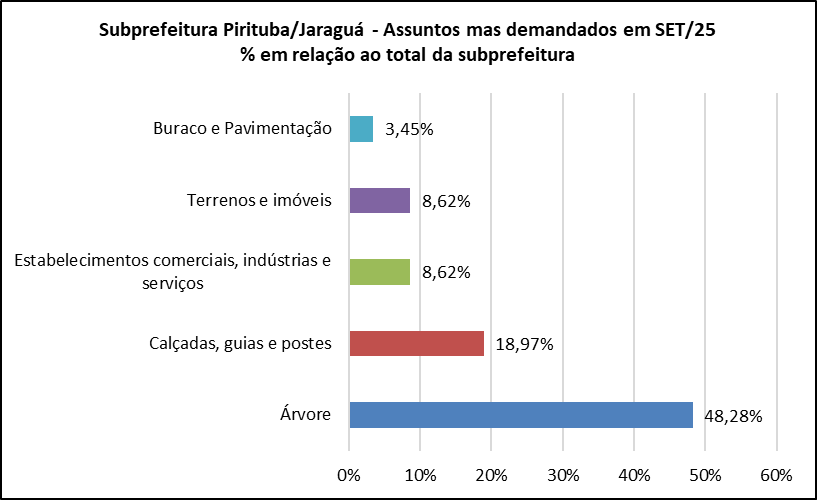 Subprefeitura Pirituba/Jaraguá - Assuntos mas demandados em SET/25
% em relação ao total da subprefeitura
Buraco e Pavimentação
3,45%
Terrenos e imóveis
8,62%
Estabelecimentos comerciais, indústrias e
serviços
8,62%
Calçadas, guias e postes
18,97%
Árvore
48,28%
0%
10%
20%
30%
40%
50%
60%